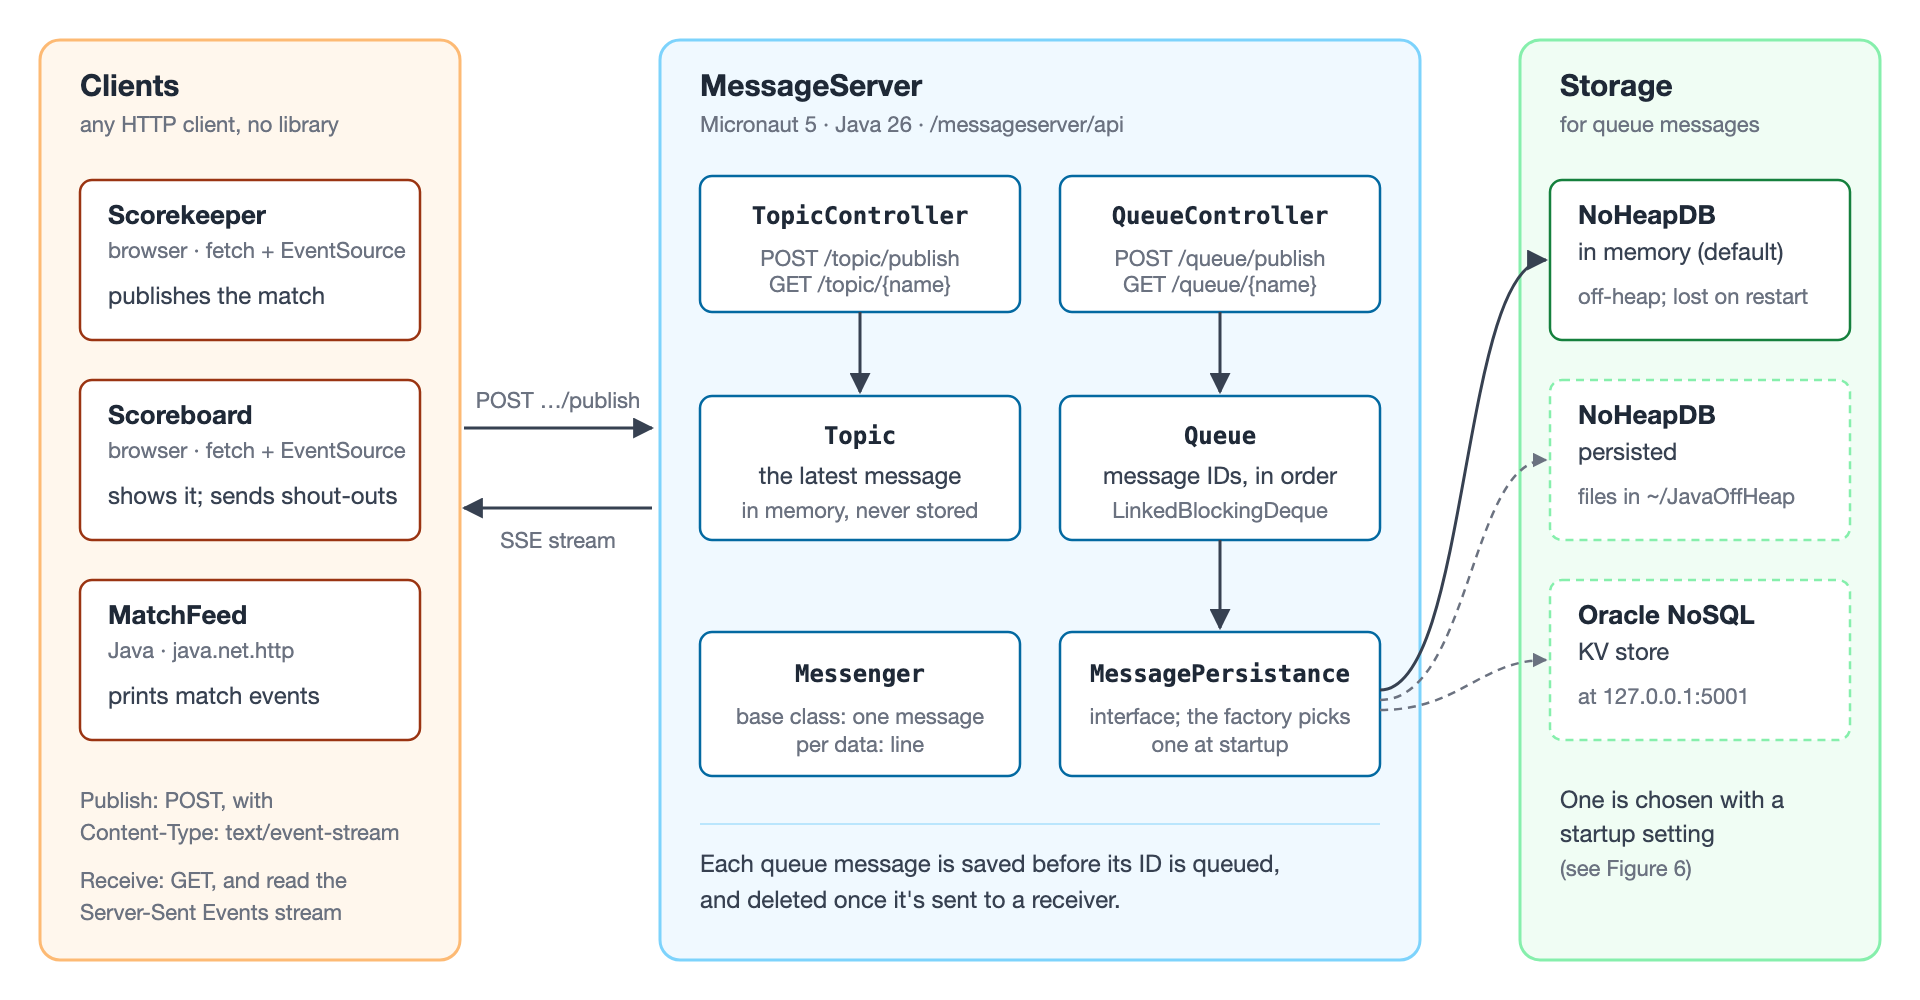 Clients
any HTTP client, no library
Scorekeeper
browser · fetch + EventSource
publishes the match
Scoreboard
browser · fetch + EventSource
shows it; sends shout-outs
MatchFeed
Java · java.net.http
prints match events
Publish: POST, with
Content-Type: text/event-stream
Receive: GET, and read the
Server-Sent Events stream
POST …/publish
SSE stream
MessageServer
Micronaut 5 · Java 26 · /messageserver/api
TopicController
POST /topic/publish
GET /topic/{name}
QueueController
POST /queue/publish
GET /queue/{name}
Topic
the latest message
in memory, never stored
Queue
message IDs, in order
LinkedBlockingDeque
Messenger
base class: one message
per data: line
MessagePersistance
interface; the factory picks
one at startup
Each queue message is saved before its ID is queued,
and deleted once it's sent to a receiver.
Storage
for queue messages
NoHeapDB
in memory (default)
off-heap; lost on restart
NoHeapDB
persisted
files in ~/JavaOffHeap
Oracle NoSQL
KV store
at 127.0.0.1:5001
One is chosen with a
startup setting
(see Figure 6)